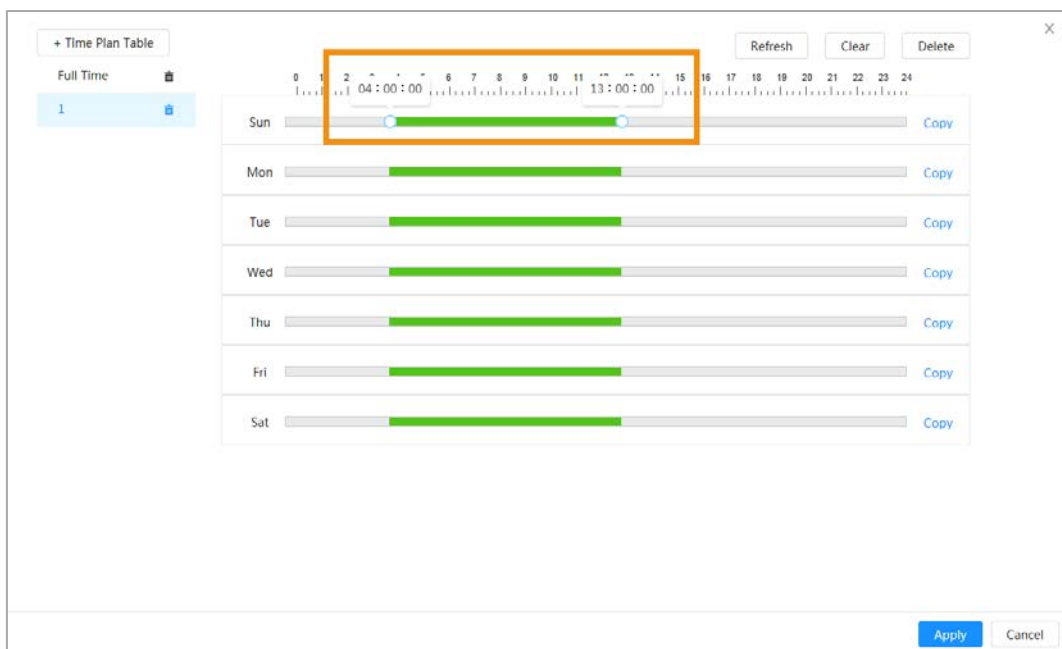 + Time Plan Table
Refresh Clear Delete
Full Time
0 1 2 6 7 8 9 10 11 15 16 17 18 19 20 21 22 23 24
04:00:00 13:00:00
1
Sun Copy
Mon Copy
Tue Copy
Wed Copy
Thu Copy
Fri Copy
Sat Copy
Apply Cancel